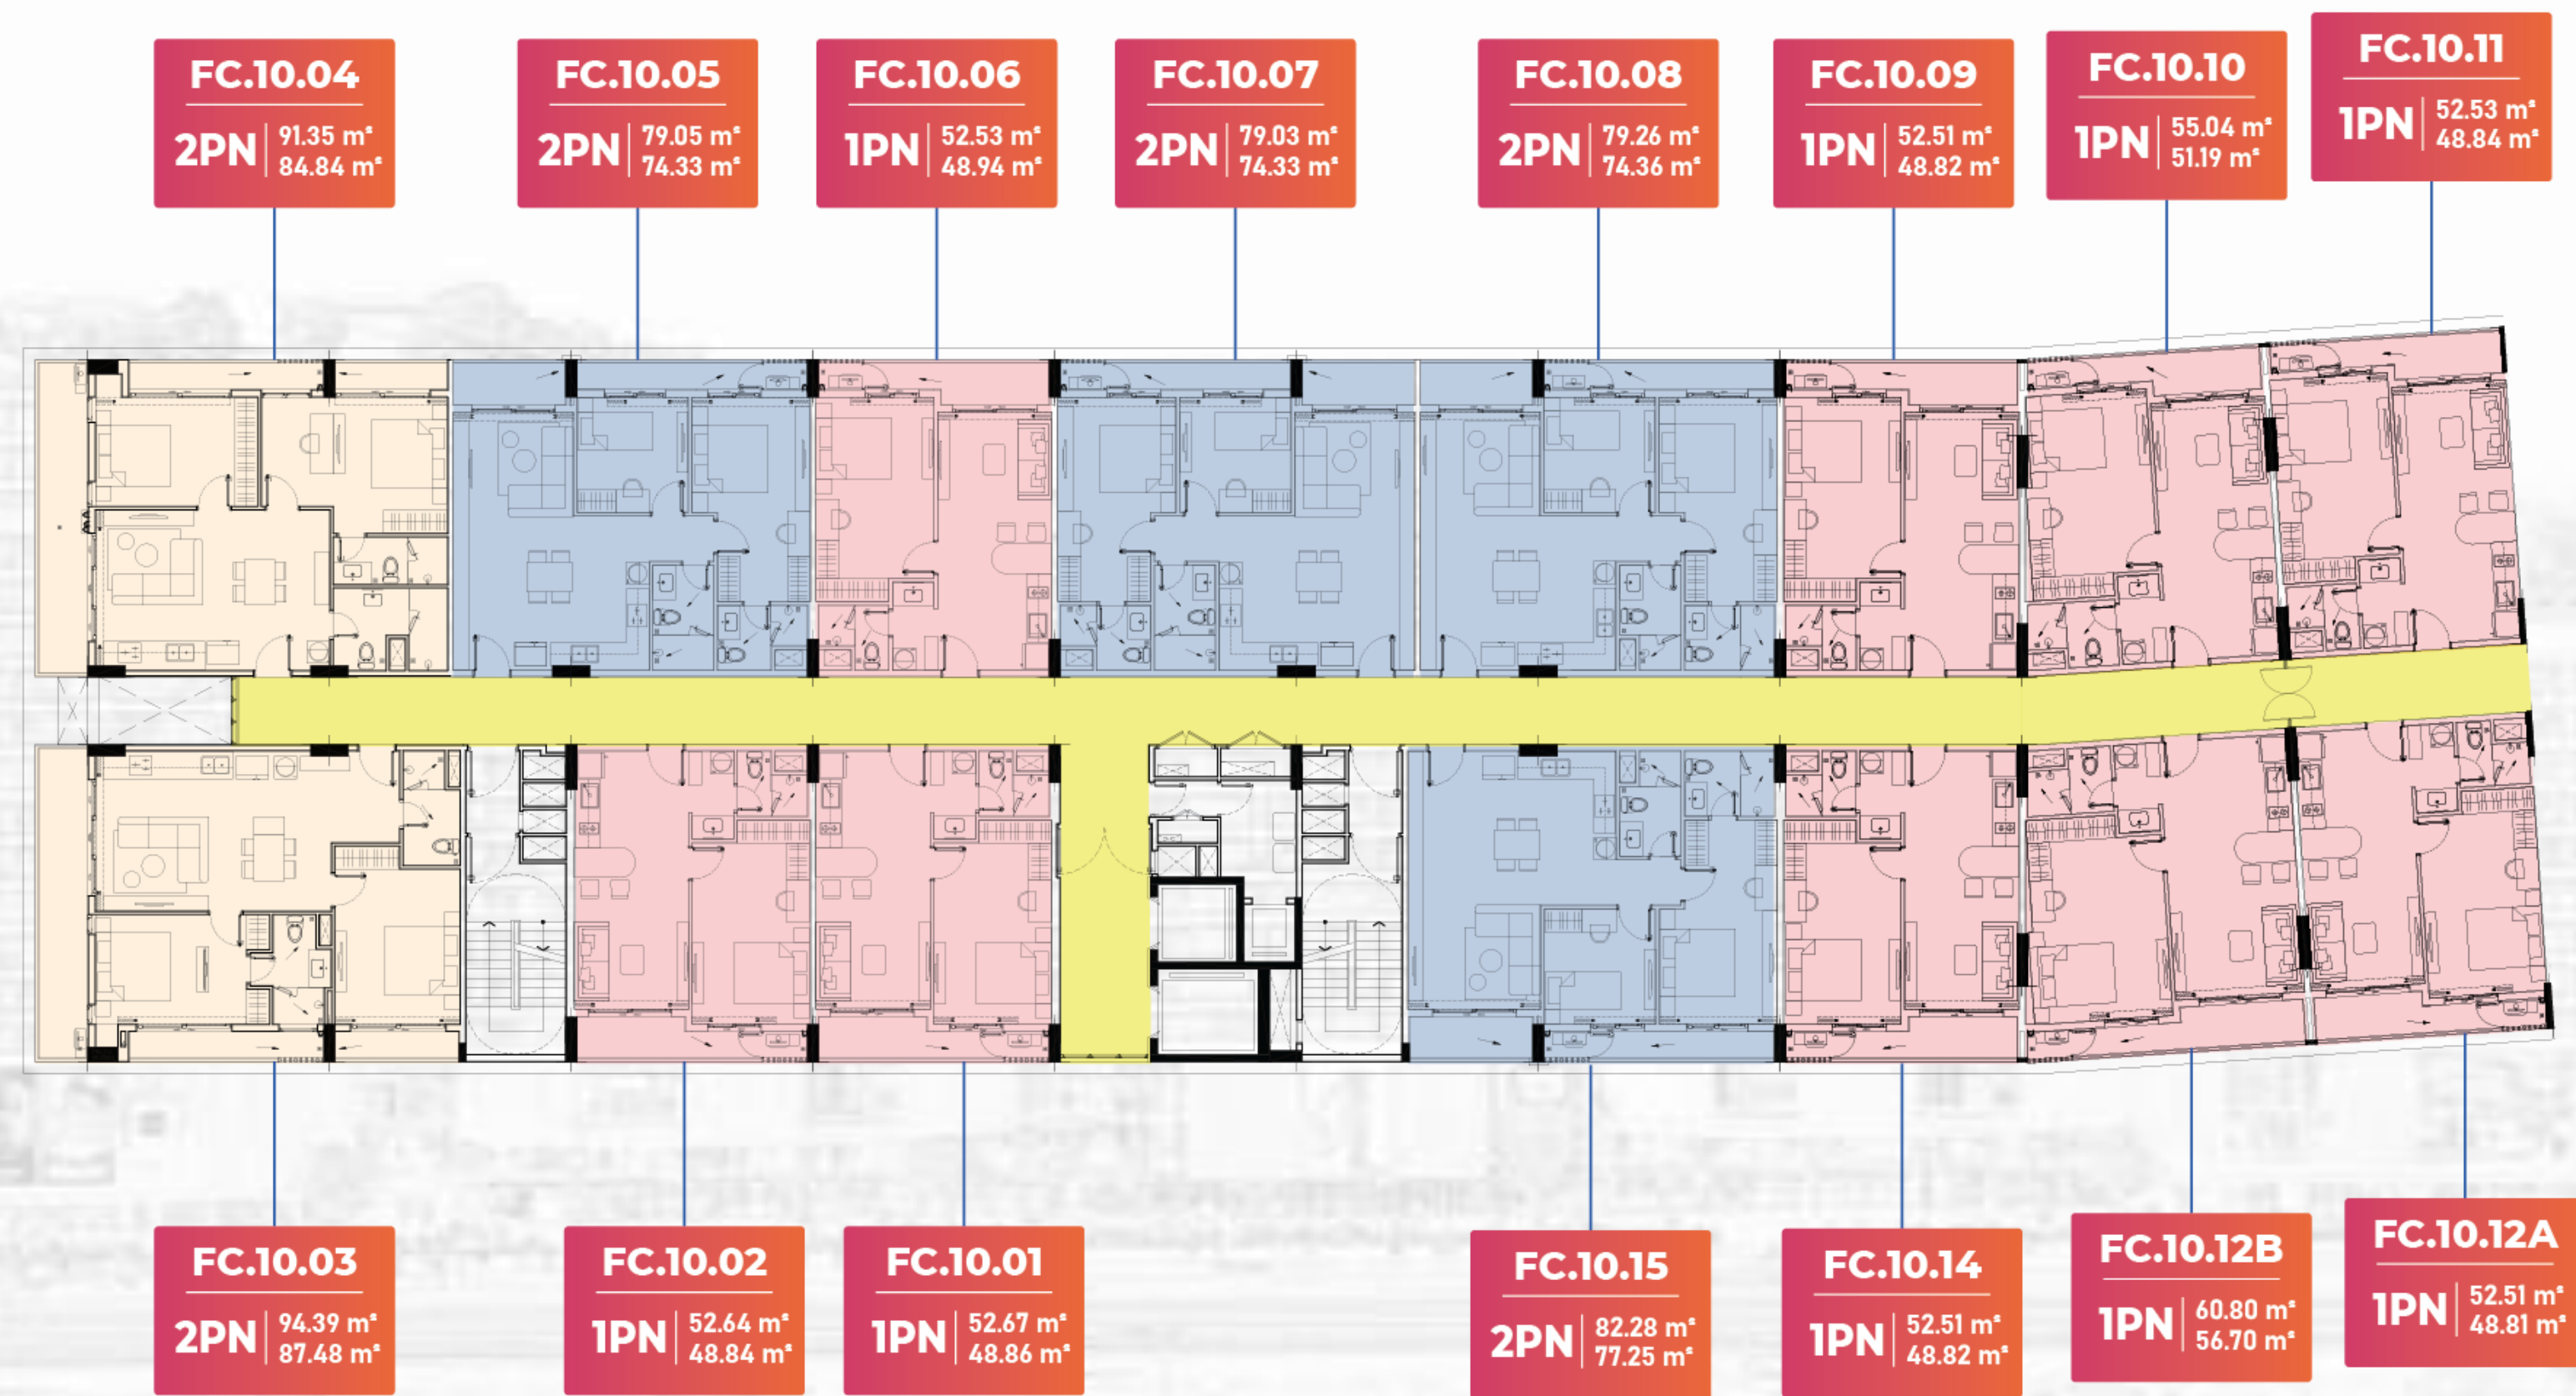 FC.10.04
2PN
91.35 m²
84.84 m²
FC.10.05
2PN
79.05 m²
74.33 m²
FC.10.06
1PN
52.53 m²
48.94 m²
FC.10.07
2PN
79.03 m²
74.33 m²
FC.10.08
2PN
79.26 m²
74.36 m²
FC.10.09
1PN
52.51 m²
48.82 m²
FC.10.10
1PN
55.04 m²
51.19 m²
FC.10.11
1PN
52.53 m²
48.84 m²
FC.10.03
2PN
94.39 m²
87.48 m²
FC.10.02
1PN
52.64 m²
48.84 m²
FC.10.01
1PN
52.67 m²
48.86 m²
FC.10.15
2PN
82.28 m²
77.25 m²
FC.10.14
1PN
52.51 m²
48.82 m²
FC.10.12B
1PN
60.80 m²
56.70 m²
FC.10.12A
1PN
52.51 m²
48.81 m²